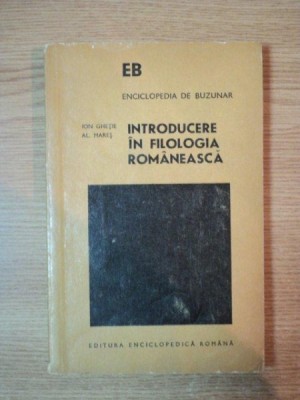 EB
ENCICLOPEDIA DE BUZUNAR
ION GHEȚIE
AL. MAREȘ
INTRODUCERE
ÎN FILOLOGIA
ROMÂNEASCĂ
EDITURA ENCICLOPEDICĂ ROMÂNĂ